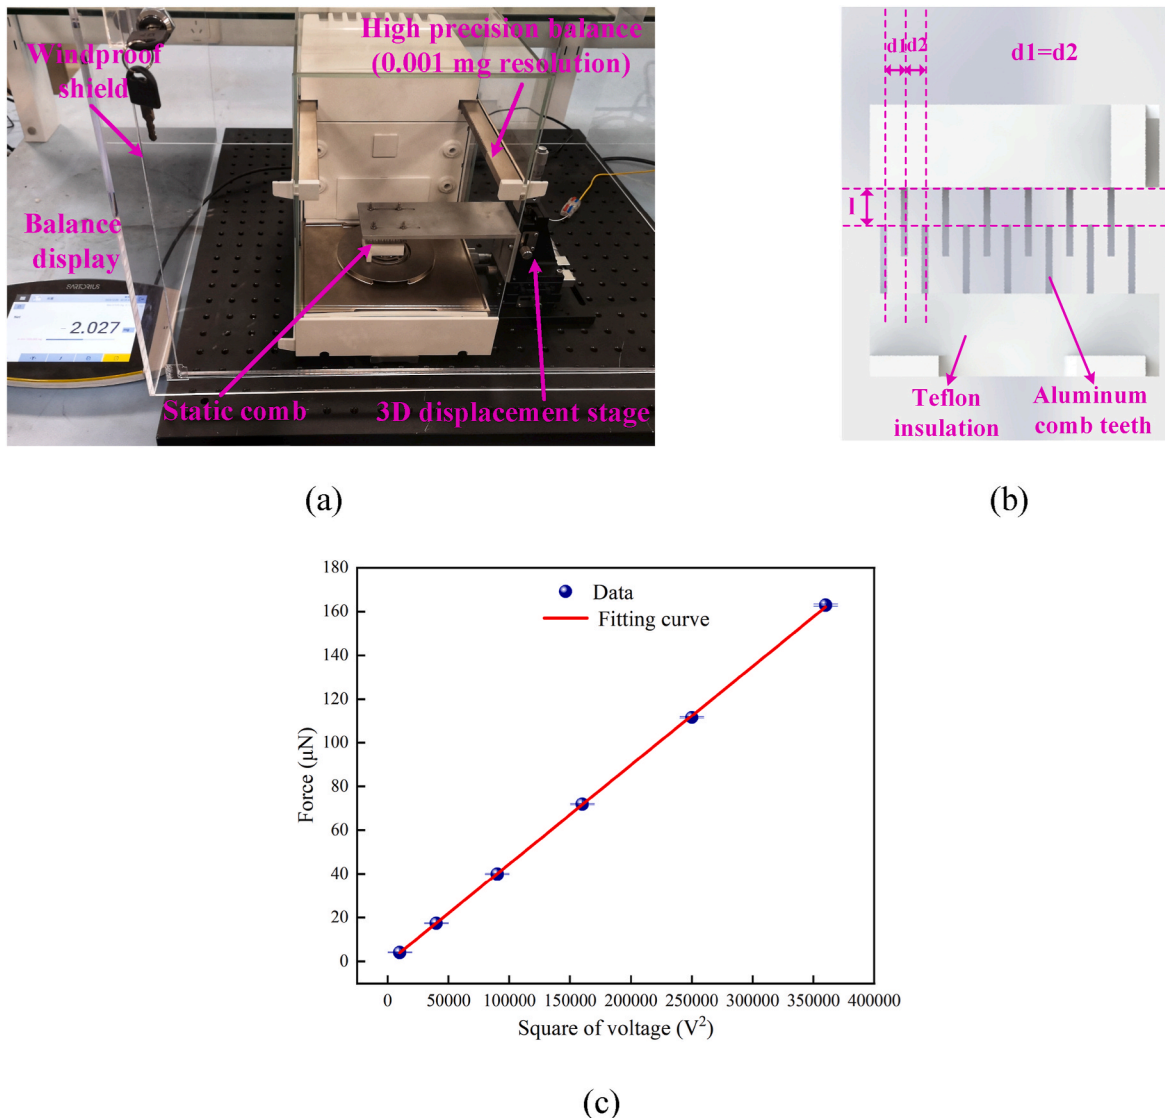 Windproof
shield
High precision balance
(0.001 mg resolution)
Balance
display
SARTORIUS
2.027
Static comb
3D displacement stage
(a)
d1 d2
d1=d2
l
Teflon
insulation
Aluminum
comb teeth
(b)
180
160
140
120
100
80
60
40
20
0
Force (μN)
Data
Fitting curve
0 50000 100000 150000 200000 250000 300000 350000 400000
Square of voltage (V²)
(c)